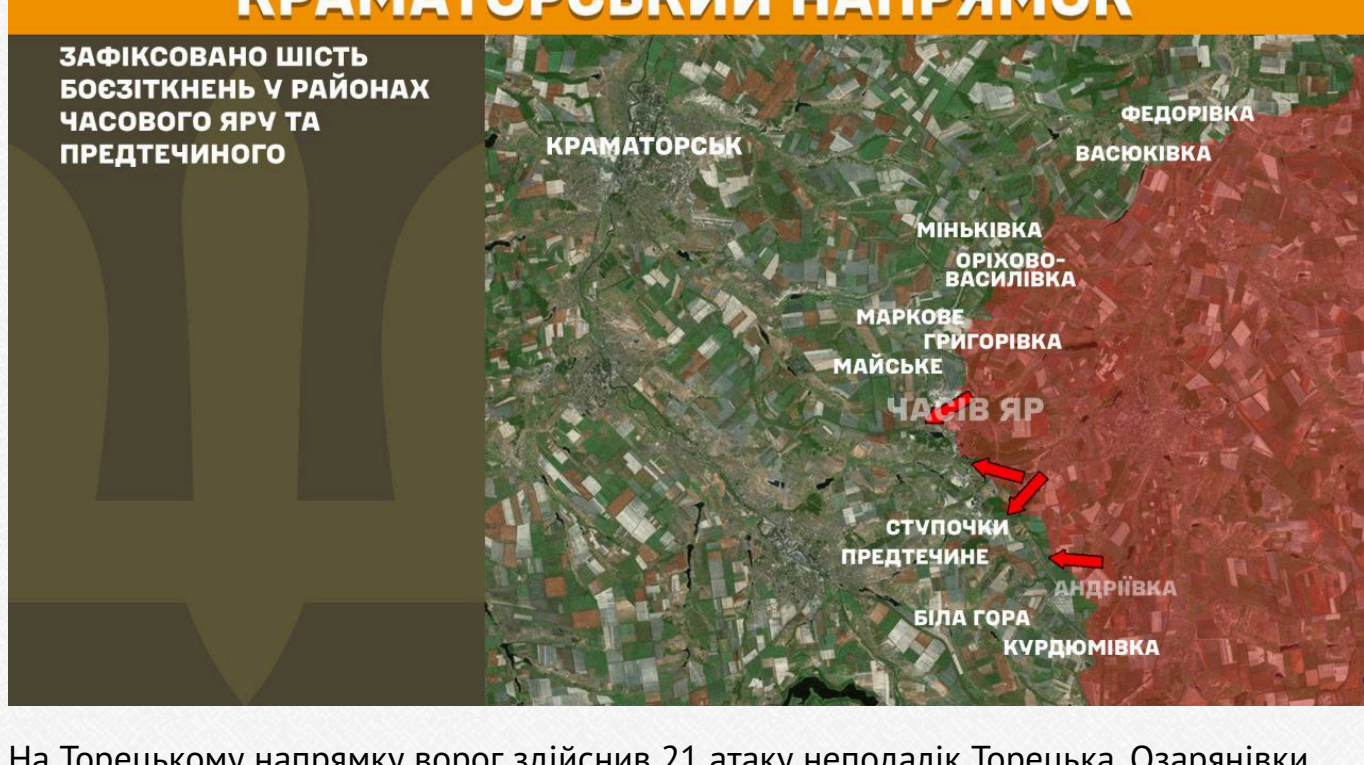 КРАМАТОРСЬКИЙ НАПРЯМОК
ЗАФІКСОВАНО ШІСТЬ
БОЄЗІТКНЕНЬ У РАЙОНАХ
ЧАСОВОГО ЯРУ ТА
ПРЕДТЕЧИНОГО
ФЕДОРІВКА
КРАМАТОРСЬК
ВАСЮКІВКА
МІНЬКІВКА
ОРІХОВО-
ВАСИЛІВКА
МАРКОВЕ
ГРИГОРІВКА
МАЙСЬКЕ
ЧАСІВ ЯР
СТУПОЧКИ
ПРЕДТЕЧИНЕ
АНДРІЇВКА
БІЛА ГОРА
КУРДЮМІВКА
На Торецькому напрямку ворог здійснив 21 атаку неподалік Торецька, Озарянівки,